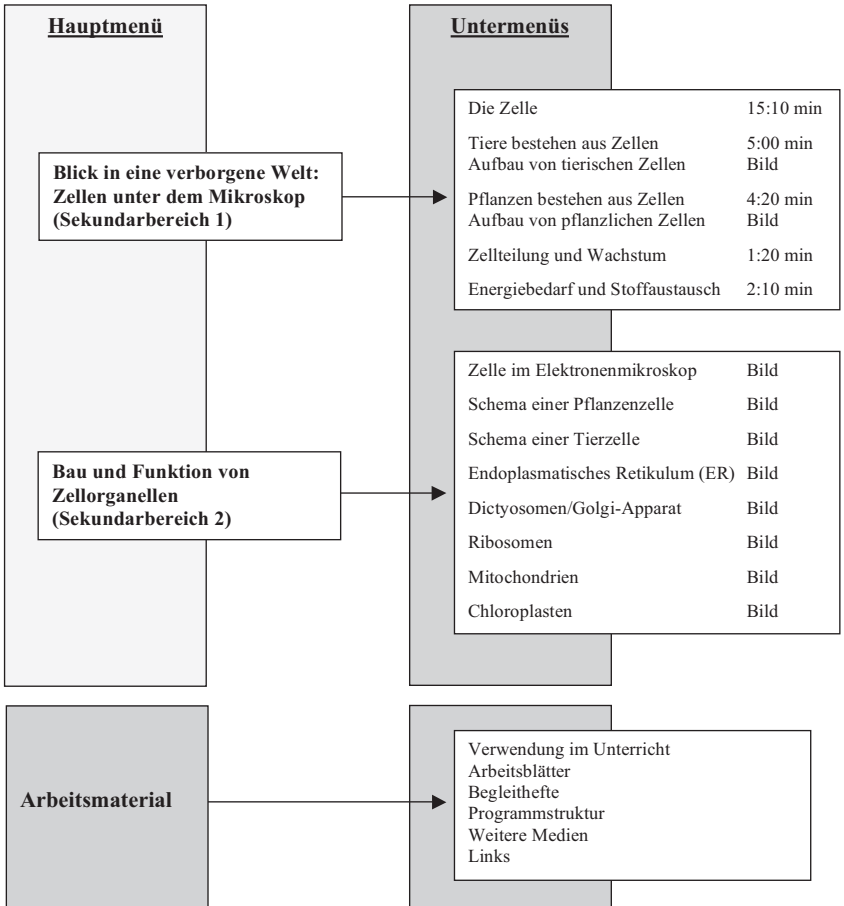 Hauptmenü
Untermenüs
Blick in eine verborgene Welt:
Zellen unter dem Mikroskop
(Sekundarbereich 1)
Die Zelle 15:10 min
Tiere bestehen aus Zellen 5:00 min
Aufbau von tierischen Zellen Bild
Pflanzen bestehen aus Zellen 4:20 min
Aufbau von pflanzlichen Zellen Bild
Zellteilung und Wachstum 1:20 min
Energiebedarf und Stoffaustausch 2:10 min
Bau und Funktion von
Zellorganellen
(Sekundarbereich 2)
Zelle im Elektronenmikroskop Bild
Schema einer Pflanzenzelle Bild
Schema einer Tierzelle Bild
Endoplasmatisches Retikulum (ER) Bild
Dictyosomen/Golgi-Apparat Bild
Ribosomen Bild
Mitochondrien Bild
Chloroplasten Bild
Arbeitsmaterial
Verwendung im Unterricht
Arbeitsblätter
Begleithefte
Programmstruktur
Weitere Medien
Links